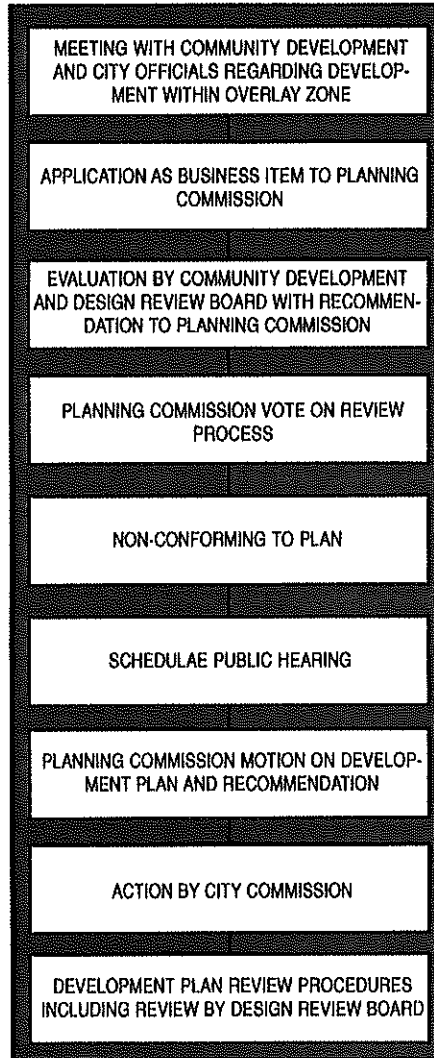 MEETING WITH COMMUNITY DEVELOPMENT
AND CITY OFFICIALS REGARDING DEVELOP-
MENT WITHIN OVERLAY ZONE
APPLICATION AS BUSINESS ITEM TO PLANNING
COMMISSION
EVALUATION BY COMMUNITY DEVELOPMENT
AND DESIGN REVIEW BOARD WITH RECOMMEN-
DATION TO PLANNING COMMISSION
PLANNING COMMISSION VOTE ON REVIEW
PROCESS
NON-CONFORMING TO PLAN
SCHEDULAE PUBLIC HEARING
PLANNING COMMISSION MOTION ON DEVELOP-
MENT PLAN AND RECOMMENDATION
ACTION BY CITY COMMISSION
DEVELOPMENT PLAN REVIEW PROCEDURES
INCLUDING REVIEW BY DESIGN REVIEW BOARD